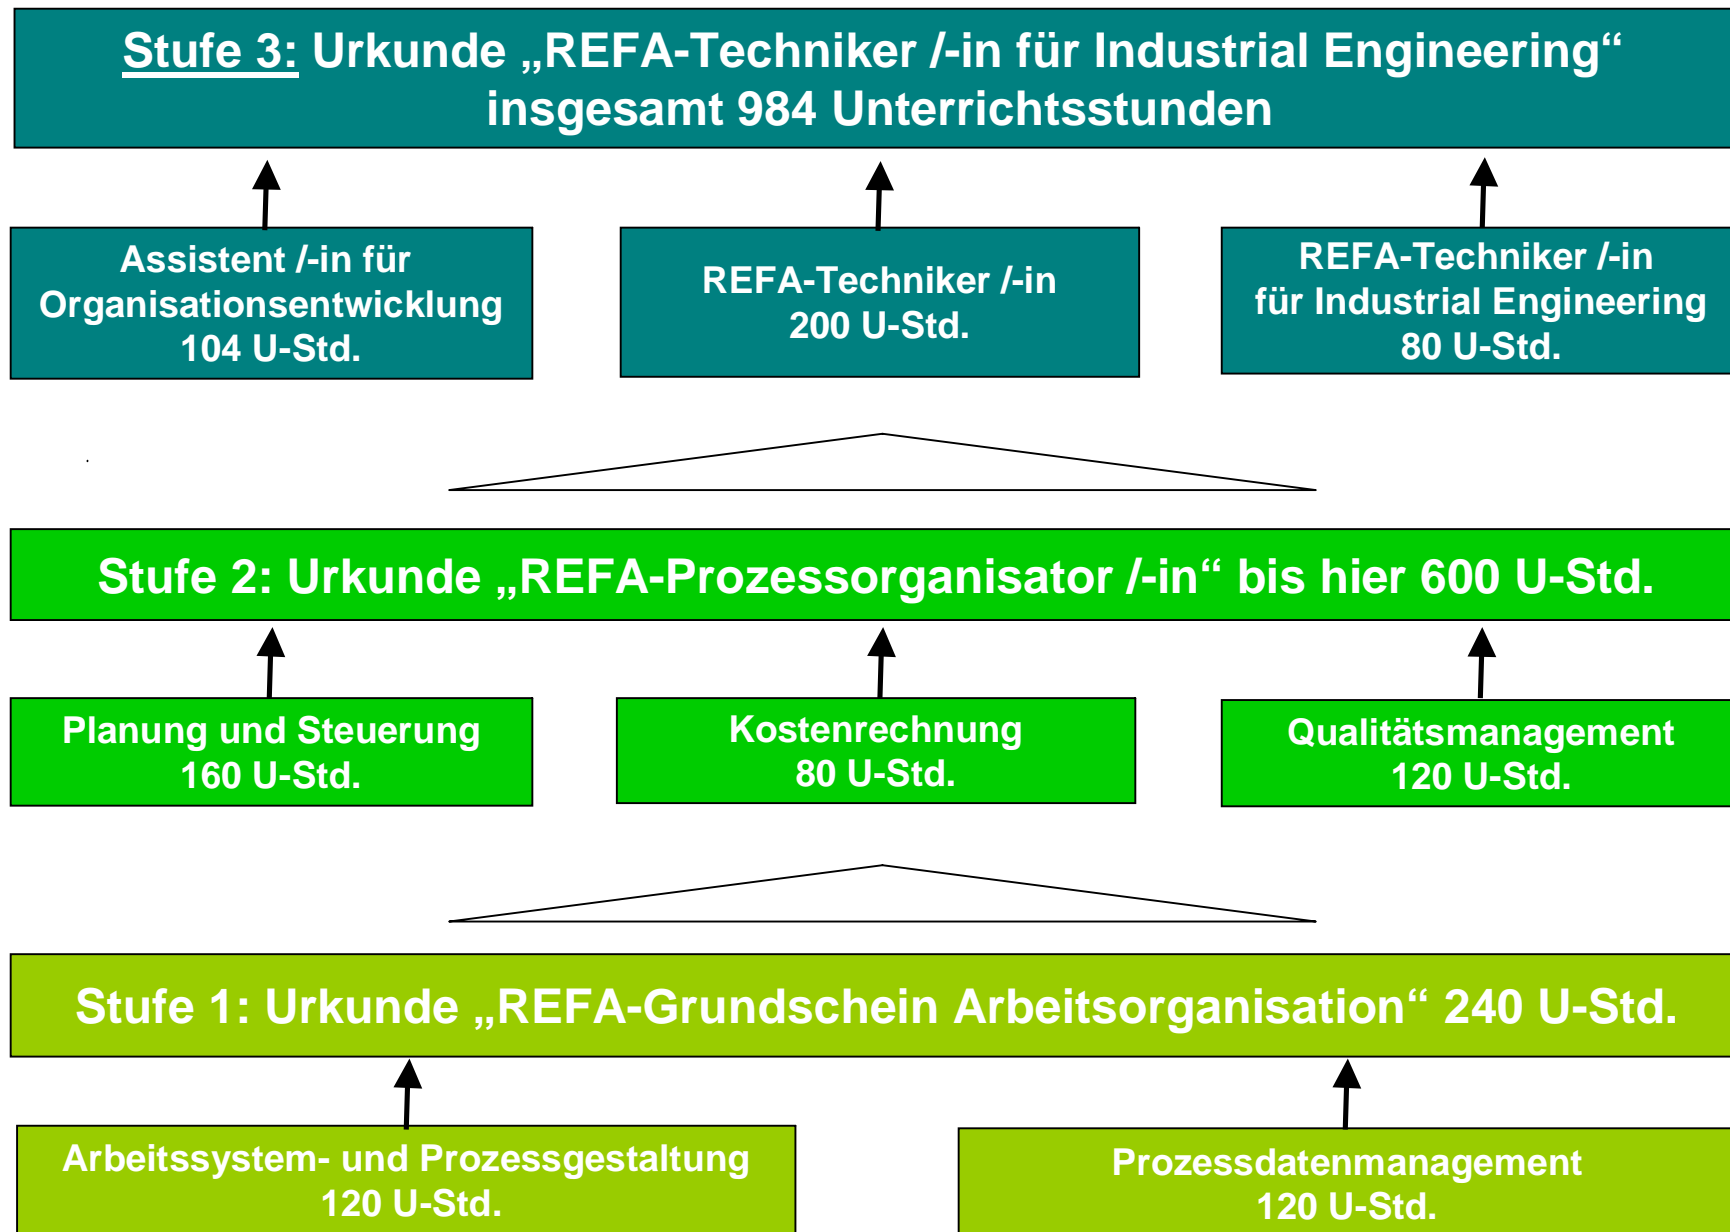 Stufe 3: Urkunde „REFA-Techniker /-in für Industrial Engineering“
insgesamt 984 Unterrichtsstunden
Assistent /-in für
Organisationsentwicklung
104 U-Std.
REFA-Techniker /-in
200 U-Std.
REFA-Techniker /-in
für Industrial Engineering
80 U-Std.
Stufe 2: Urkunde „REFA-Prozessorganisator /-in“ bis hier 600 U-Std.
Planung und Steuerung
160 U-Std.
Kostenrechnung
80 U-Std.
Qualitätsmanagement
120 U-Std.
Stufe 1: Urkunde „REFA-Grundschein Arbeitsorganisation“ 240 U-Std.
Arbeitssystem- und Prozessgestaltung
120 U-Std.
Prozessdatenmanagement
120 U-Std.